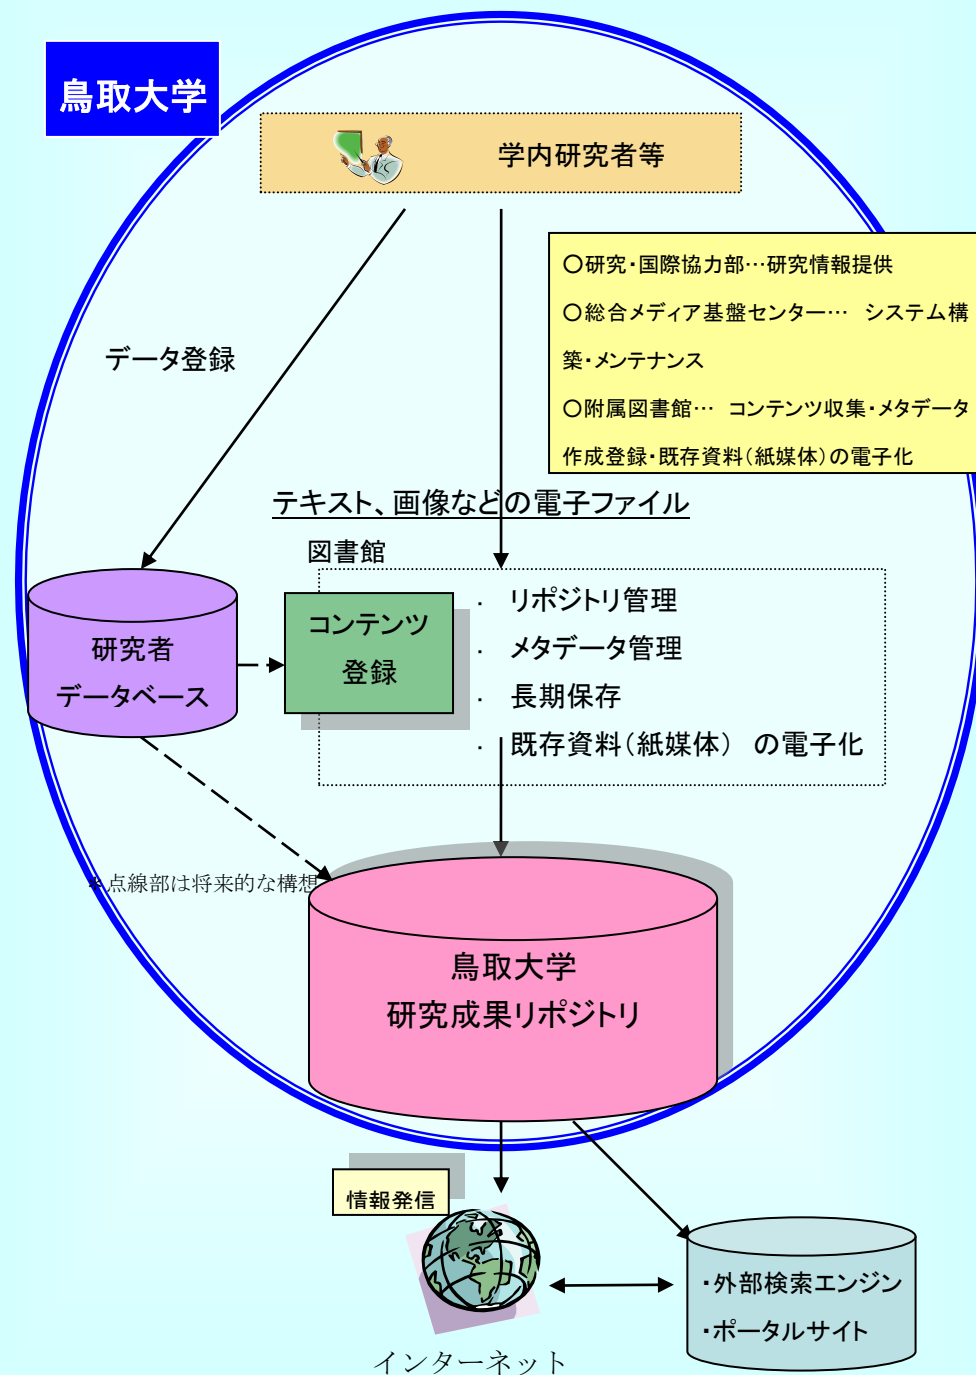 鳥取大学
学内研究者等
○研究・国際協力部…研究情報提供
○総合メディア基盤センター… システム構
築・メンテナンス
○附属図書館… コンテンツ収集・メタデータ
作成登録・既存資料（紙媒体）の電子化
データ登録
テキスト、画像などの電子ファイル
図書館
コンテンツ
登録
・ リポジトリ管理
・ メタデータ管理
・ 長期保存
・ 既存資料（紙媒体） の電子化
研究者
データベース
＊点線部は将来的な構想
鳥取大学
研究成果リポジトリ
情報発信
・外部検索エンジン
・ポータルサイト
インターネット